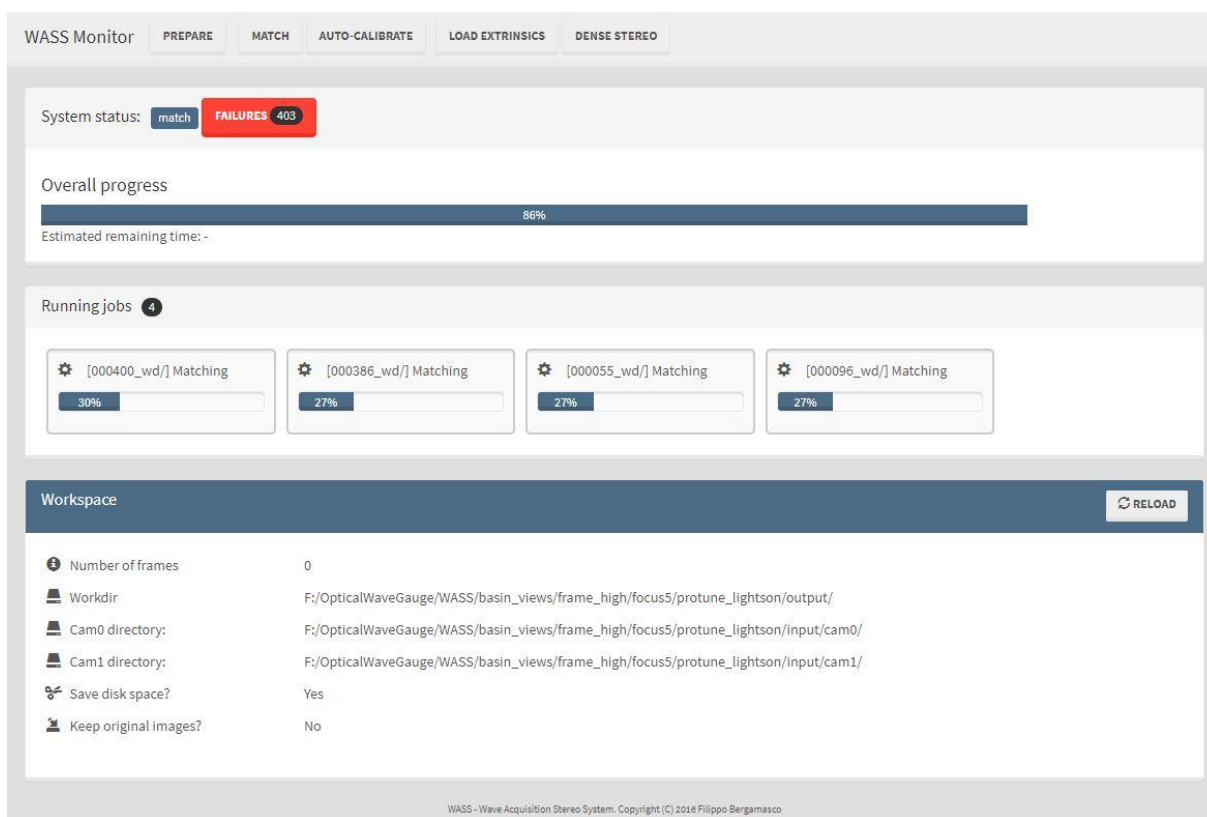 WASS Monitor PREPARE MATCH AUTO-CALIBRATE LOAD EXTRINSICS DENSE STEREO
System status: match FAILURES 403
Overall progress
86%
Estimated remaining time: -
Running jobs 4
[000400_wd/] Matching
30%
[000386_wd/] Matching
27%
[000055_wd/] Matching
27%
[000096_wd/] Matching
27%
Workspace RELOAD
Number of frames 0
Workdir F:/OpticalWaveGauge/WASS/basin_views/frame_high/focus5/protune_lightson/output/
Cam0 directory: F:/OpticalWaveGauge/WASS/basin_views/frame_high/focus5/protune_lightson/input/cam0/
Cam1 directory: F:/OpticalWaveGauge/WASS/basin_views/frame_high/focus5/protune_lightson/input/cam1/
Save disk space? Yes
Keep original images? No
WASS - Wave Acquisition Stereo System. Copyright (C) 2016 Filippo Bergamasco